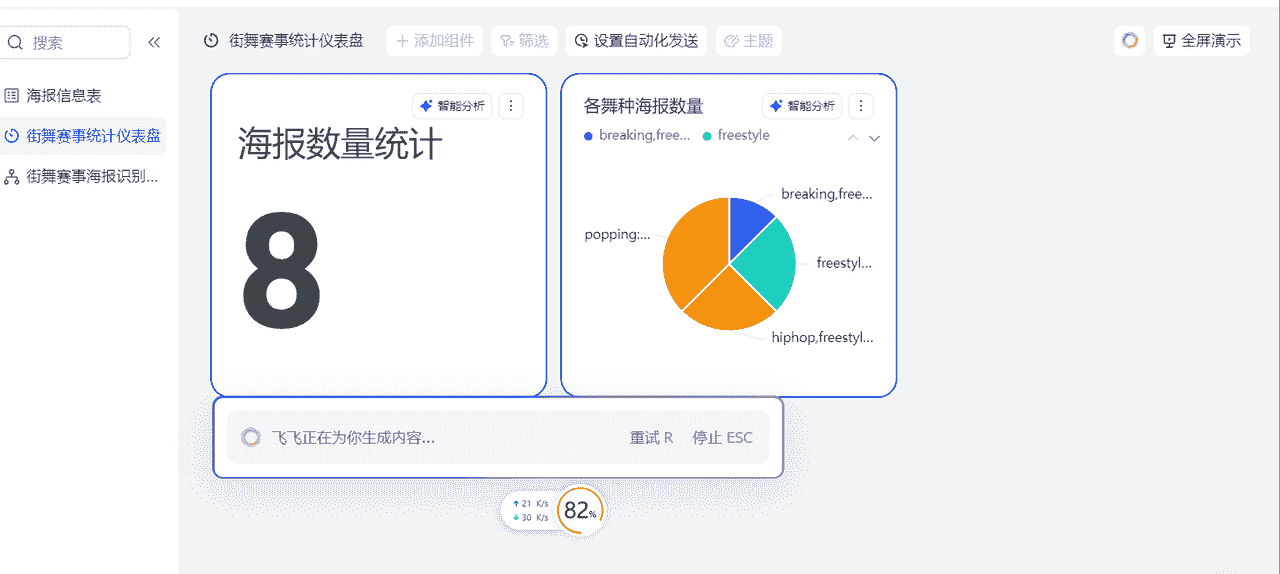 搜索
海报信息表
街舞赛事统计仪表盘
街舞赛事海报识别...
街舞赛事统计仪表盘
添加组件
筛选
设置自动化发送
主题
全屏演示
智能分析
海报数量统计
8
各舞种海报数量
智能分析
breaking,free...
freestyle
breaking,free...
popping:...
freestyl...
hiphop,freestyl...
飞飞正在为你生成内容...
重试 R
停止 ESC
↑ 21 K/s
↓ 30 K/s
82%